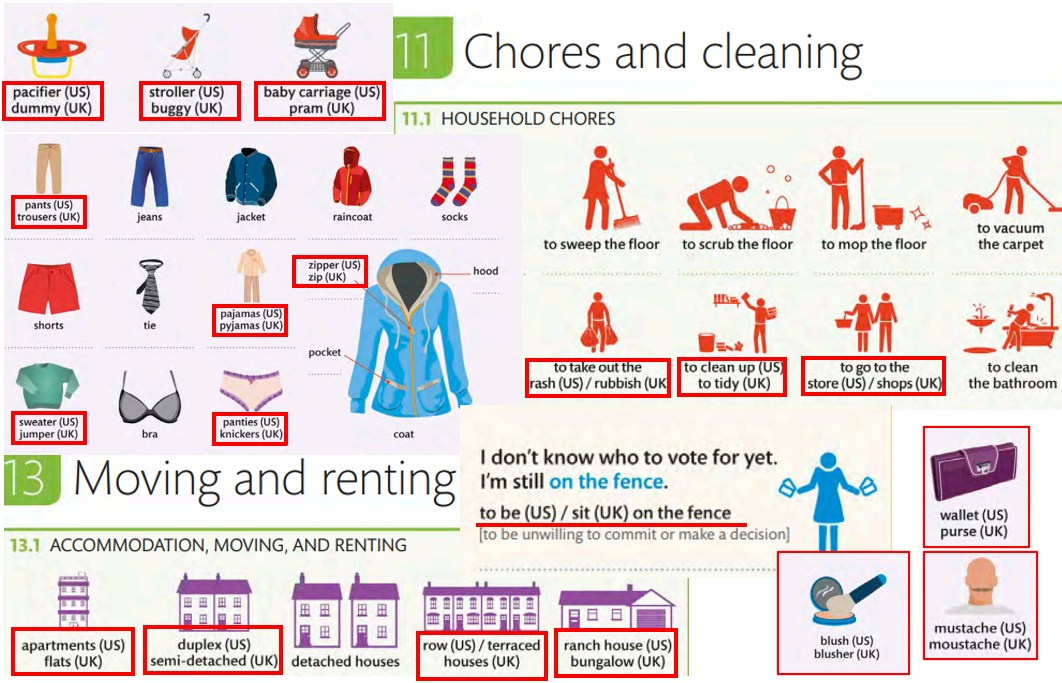 pacifier (US)
dummy (UK)
stroller (US)
buggy (UK)
baby carriage (US)
pram (UK)
11 Chores and cleaning
11.1 HOUSEHOLD CHORES
pants (US)
trousers (UK)
jeans
jacket
raincoat
socks
shorts
tie
pajamas (US)
pyjamas (UK)
zipper (US)
zip (UK)
hood
pocket
coat
sweater (US)
jumper (UK)
bra
panties (US)
knickers (UK)
to sweep the floor
to scrub the floor
to mop the floor
to vacuum
the carpet
to take out the
rash (US) / rubbish (UK
to clean up (US)
to tidy (UK)
to go to the
store (US) / shops (UK)
to clean
the bathroom
13 Moving and renting
13.1 ACCOMMODATION, MOVING, AND RENTING
apartments (US)
flats (UK)
duplex (US)
semi-detached (UK)
detached houses
row (US) / terraced
houses (UK)
ranch house (US)
bungalow (UK)
I don't know who to vote for yet.
I'm still on the fence.
to be (US) / sit (UK) on the fence
[to be unwilling to commit or make a decision]
wallet (US)
purse (UK)
blush (US)
blusher (UK)
mustache (US)
moustache (UK)